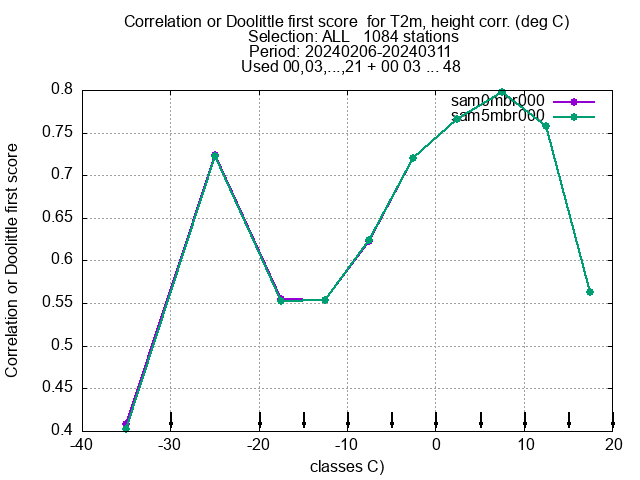 Correlation or Doolittle first score  for T2m, height corr. (deg C)
Selection: ALL   1084 stations
Period: 20240206-20240311
Used 00,03,...,21 + 00 03 ... 48
sam0mbr000
sam5mbr000
Correlation or Doolittle first score
0.8
0.75
0.7
0.65
0.6
0.55
0.5
0.45
0.4
-40 -30 -20 -10 0 10 20
classes C)